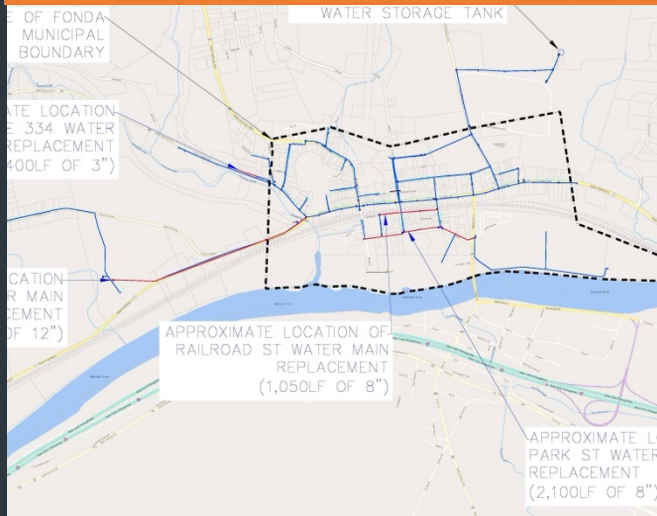 E OF FONDA
MUNICIPAL
BOUNDARY
WATER STORAGE TANK
ATE LOCATION
E 334 WATER
REPLACEMENT
400LF OF 3")
CATION
R MAIN
CEMENT
OF 12")
APPROXIMATE LOCATION OF
RAILROAD ST WATER MAIN
REPLACEMENT
(1,050LF OF 8")
APPROXIMATE LO
PARK ST WATER
REPLACEMENT
(2,100LF OF 8")